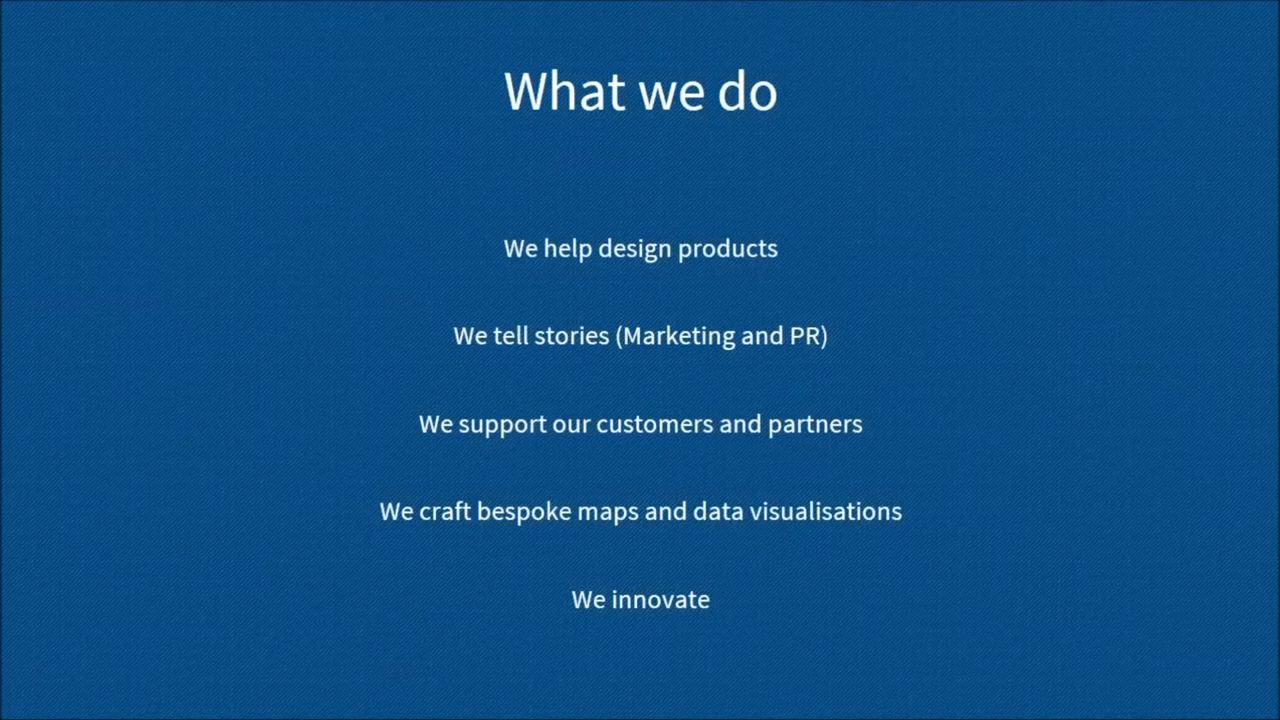 What we do
We help design products
We tell stories (Marketing and PR)
We support our customers and partners
We craft bespoke maps and data visualisations
We innovate